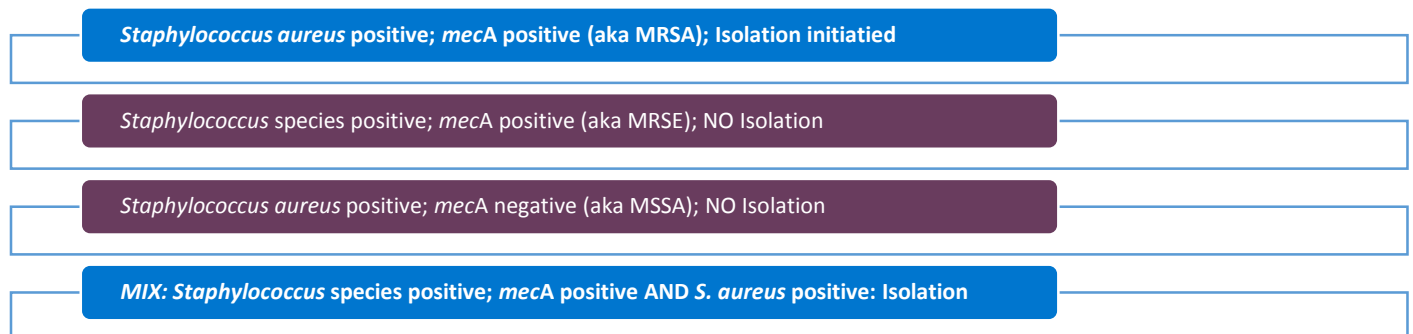 Staphylococcus aureus positive; mecA positive (aka MRSA); Isolation initiatied
Staphylococcus species positive; mecA positive (aka MRSE); NO Isolation
Staphylococcus aureus positive; mecA negative (aka MSSA); NO Isolation
MIX: Staphylococcus species positive; mecA positive AND S. aureus positive: Isolation